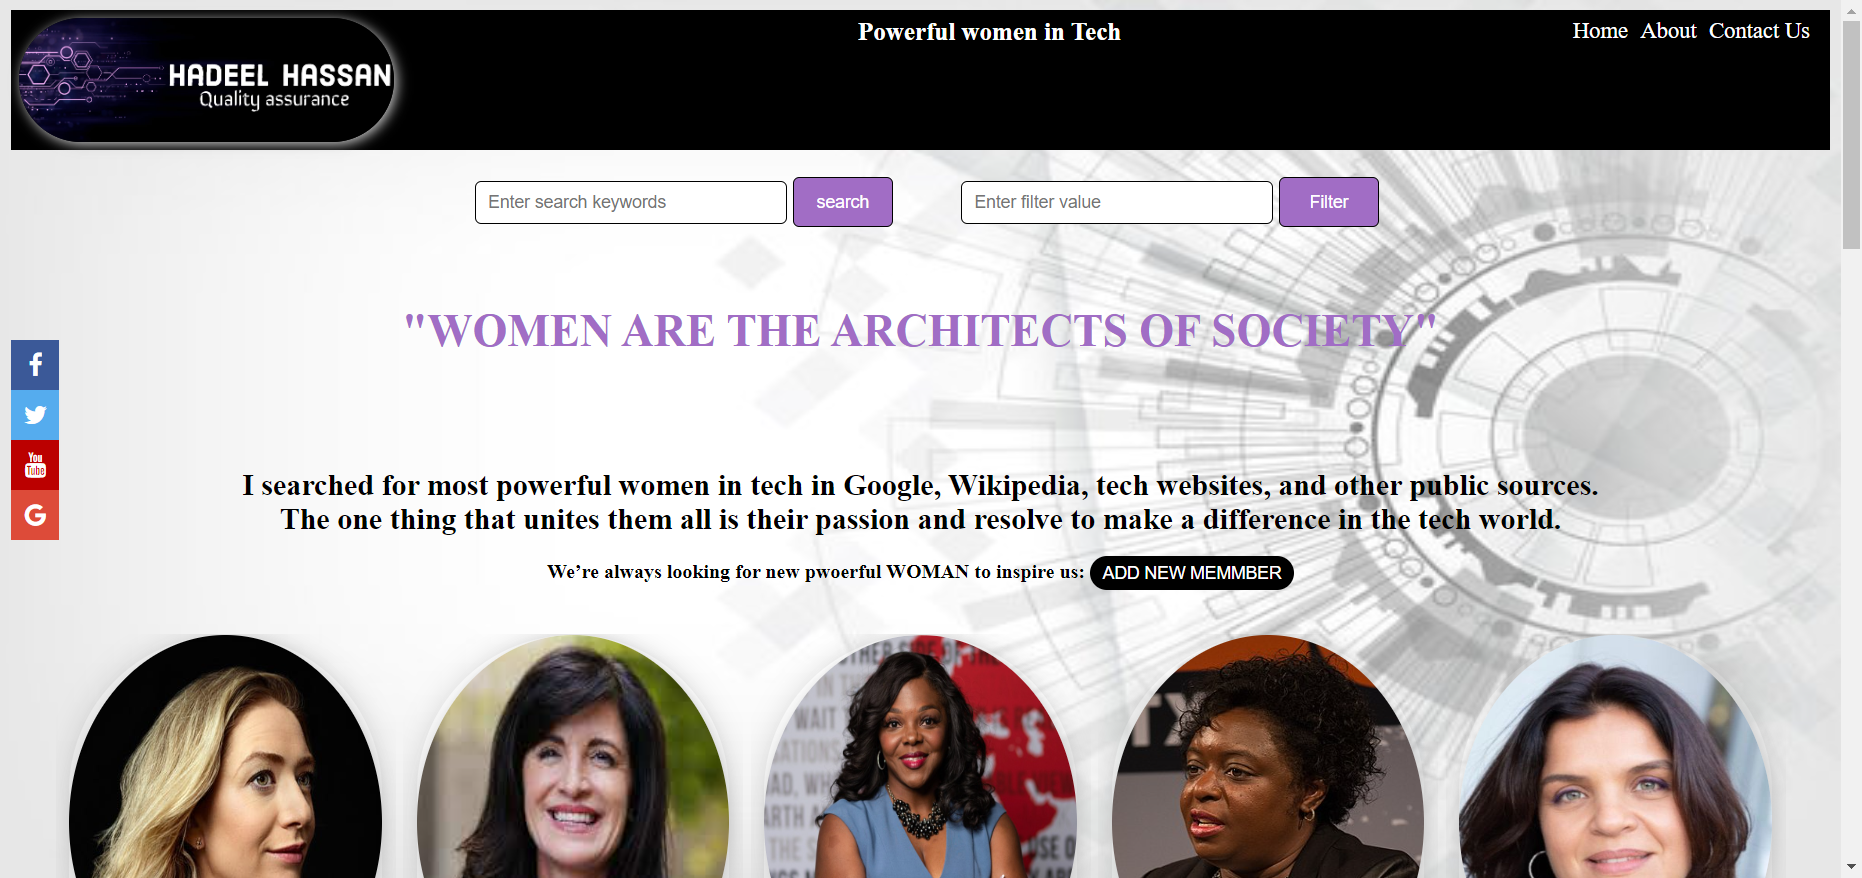 HADEEL HASSAN
Quality assurance
Powerful women in Tech
Home About Contact Us
Enter search keywords search Enter filter value Filter
"WOMEN ARE THE ARCHITECTS OF SOCIETY"
You
Tube
I searched for most powerful women in tech in Google, Wikipedia, tech websites, and other public sources.
The one thing that unites them all is their passion and resolve to make a difference in the tech world.
We’re always looking for new pwoerful WOMAN to inspire us: ADD NEW MEMMBER
WAIT